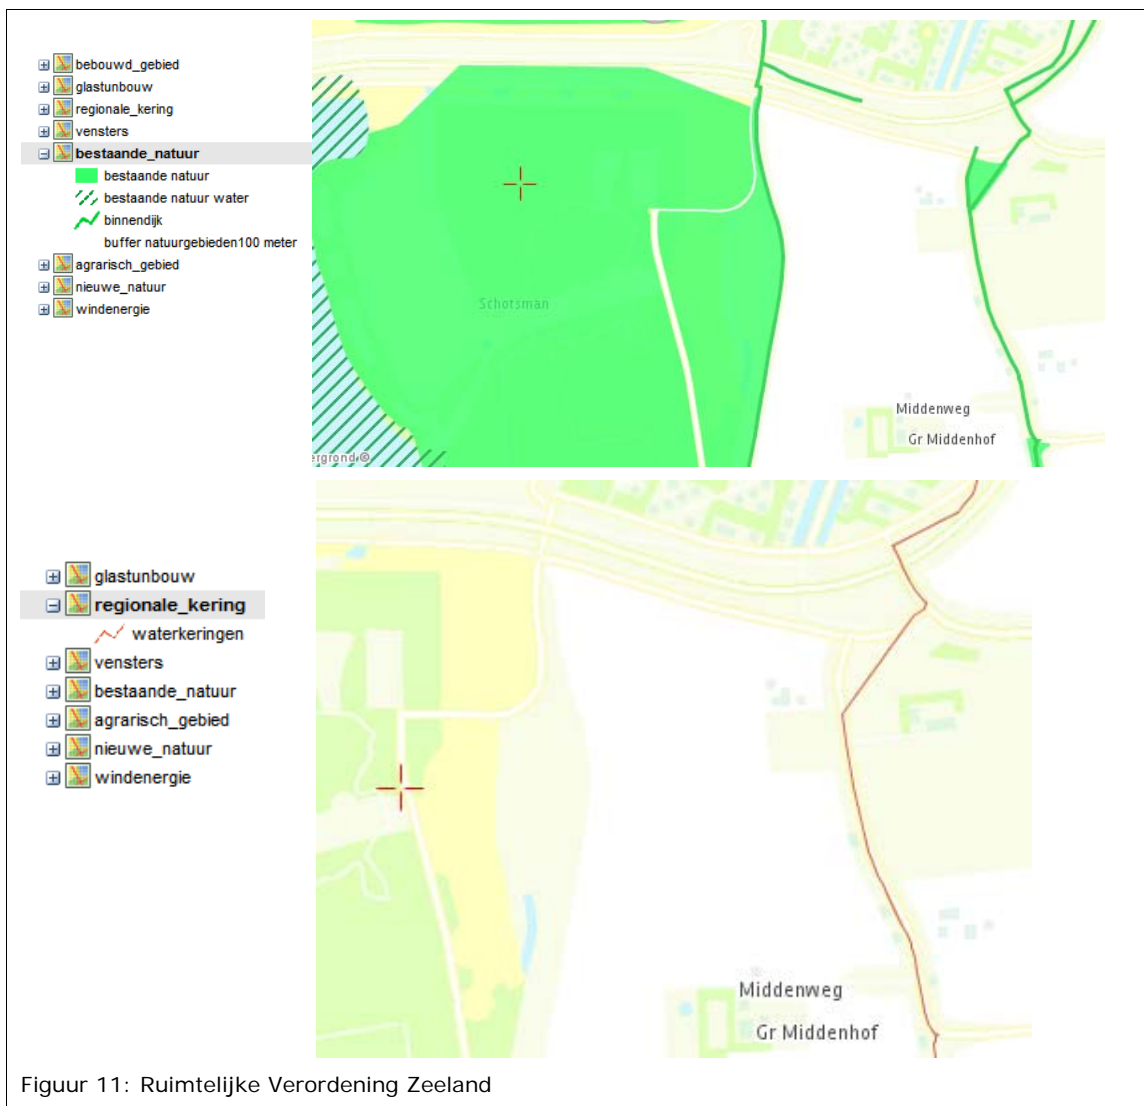 bebouwd_gebied
glastunbouw
regionale_kering
vensters
bestaande_natuur
bestaande natuur
bestaande natuur water
binnendijk
buffer natuurgebieden100 meter
agrarisch_gebied
nieuwe_natuur
windenergie
Schotsman
Middenweg
Gr Middenhof
ergrond ©
glastunbouw
regionale_kering
waterkeringen
vensters
bestaande_natuur
agrarisch_gebied
nieuwe_natuur
windenergie
Middenweg
Gr Middenhof
Figuur 11: Ruimtelijke Verordening Zeeland